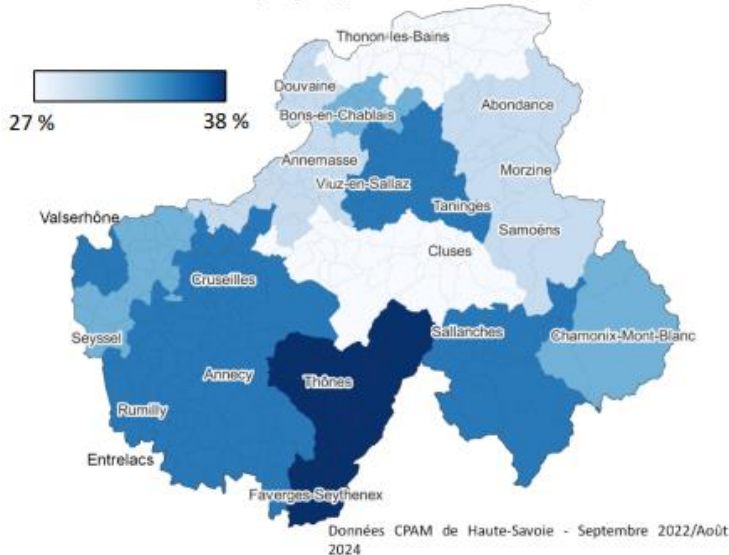 Thonon-les-Bains
Douvaine
27 % 38 %
Abondance
Bons-en-Chablais
Annemasse
Morzine
Viuz-en-Sallaz
Taninges
Valserhône
Samoëns
Cluses
Cruseilles
Sallanches
Chamonix-Mont-Blanc
Seyssel
Annecy
Thônes
Rumilly
Entrelacs
Faverges-Seythenex
Données CPAM de Haute-Savoie - Septembre 2022/Août
2024